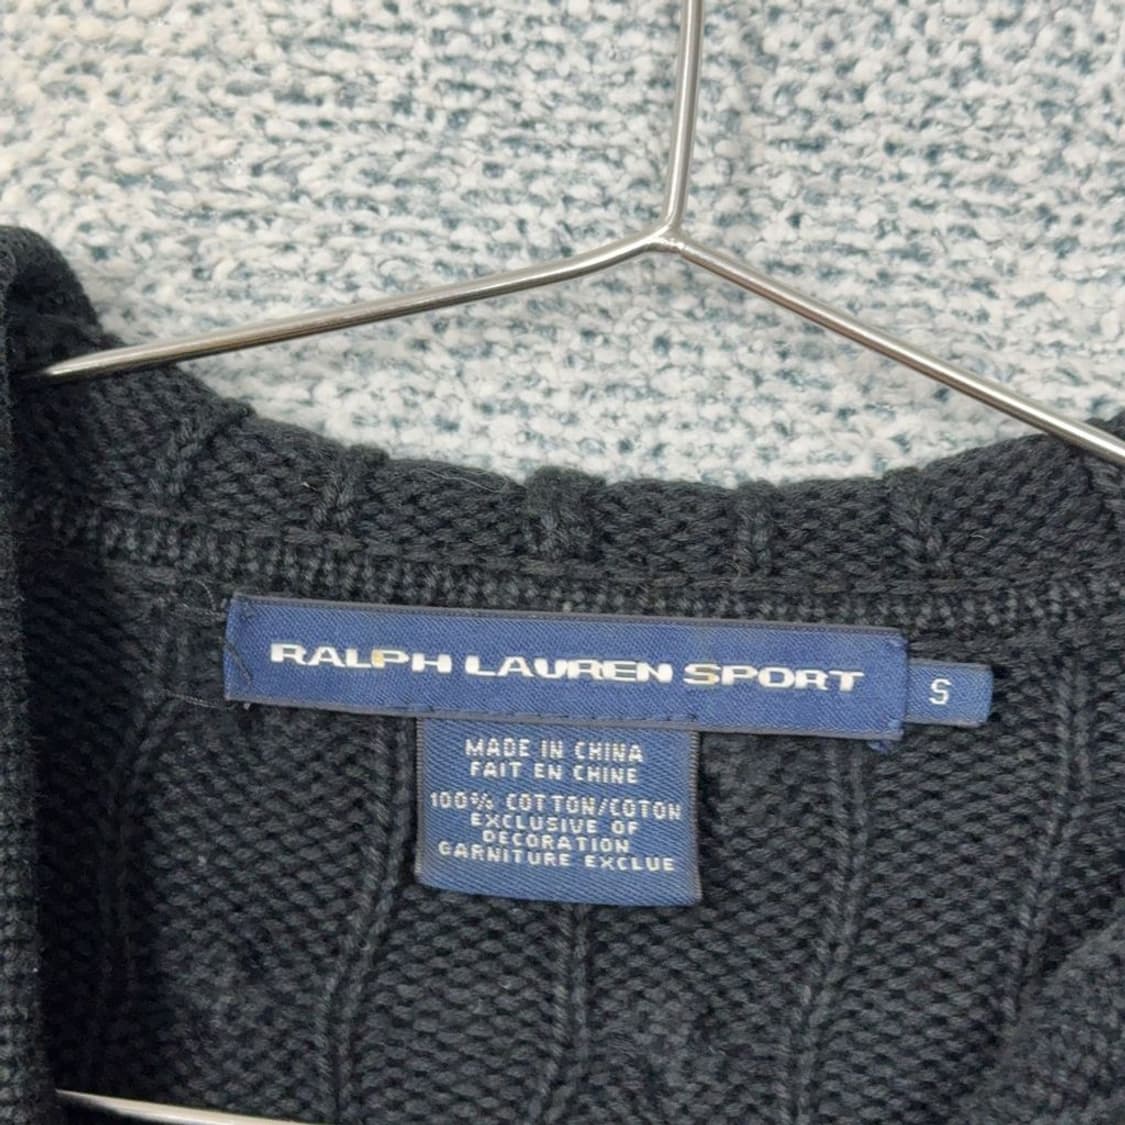 RALPH LAUREN SPORT
S
MADE IN CHINA
FAIT EN CHINE
100% COTTON/COTON
EXCLUSIVE OF
DECORATION
GARNITURE EXCLUE